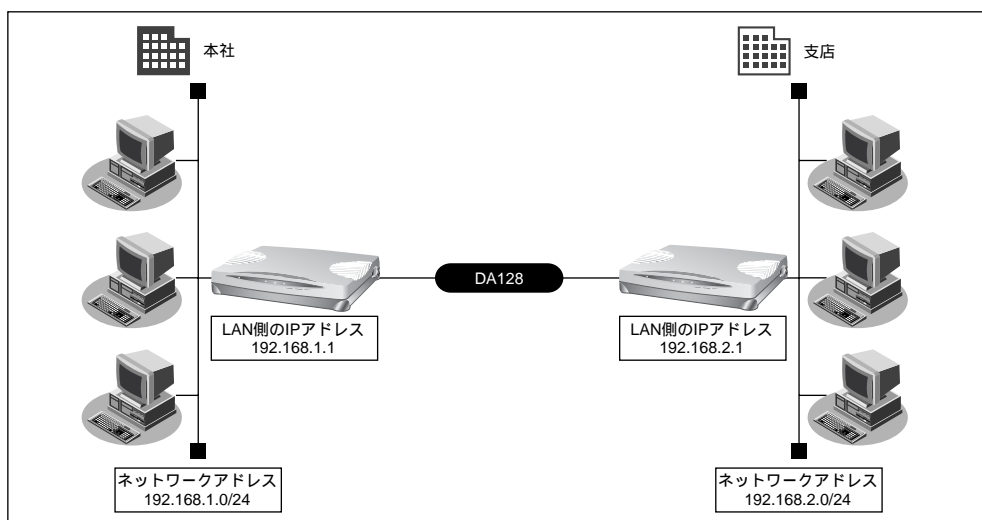 本社
支店
DA128
LAN側のIPアドレス
192.168.1.1
LAN側のIPアドレス
192.168.2.1
ネットワークアドレス
192.168.1.0/24
ネットワークアドレス
192.168.2.0/24